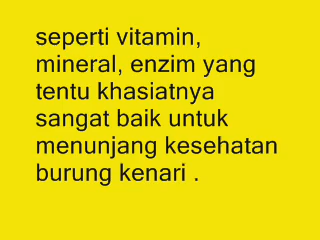 seperti vitamin,
mineral, enzim yang
tentu khasiatnya
sangat baik untuk
menunjang kesehatan
burung kenari .